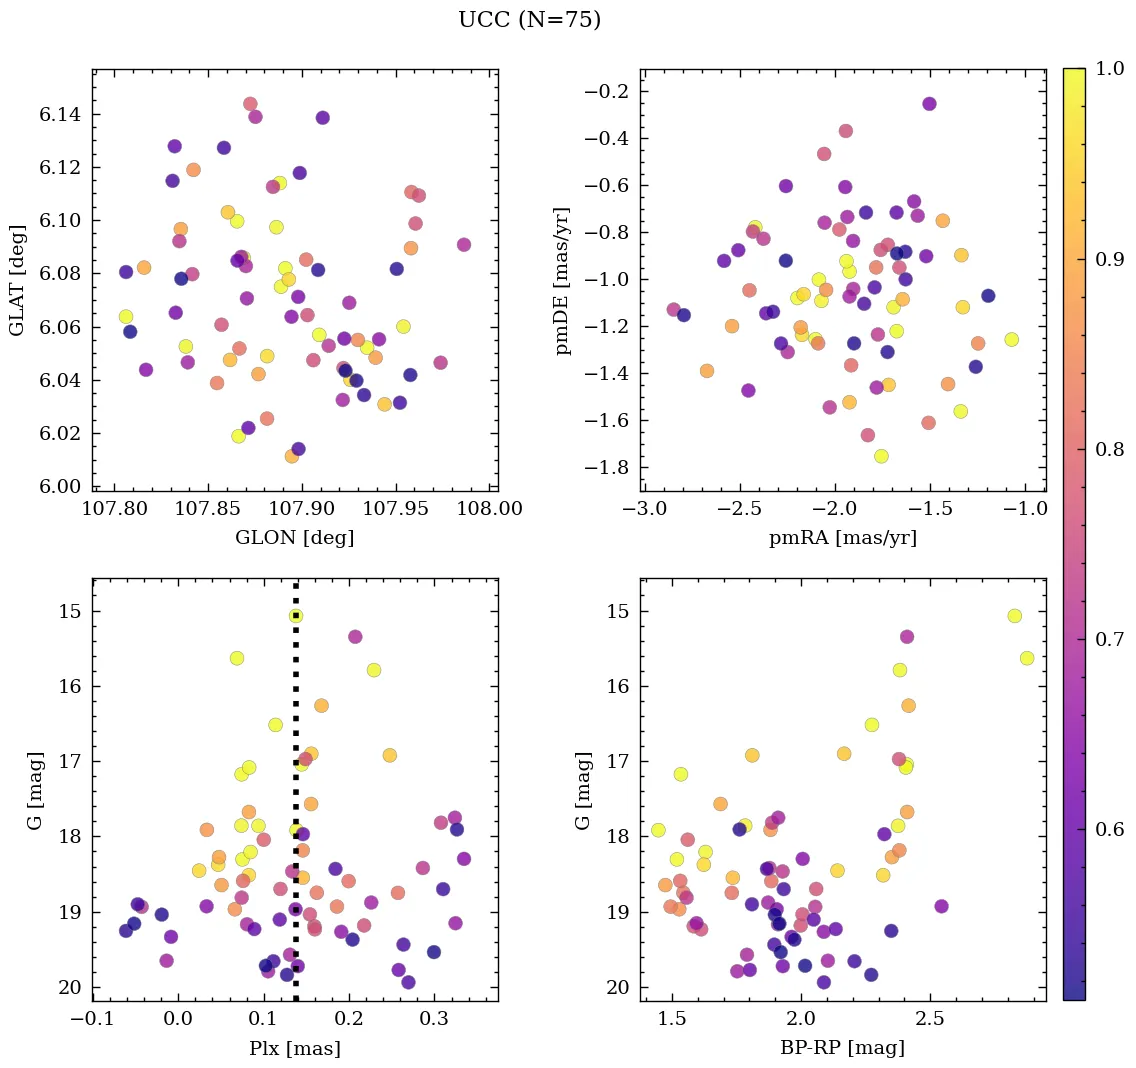 UCC (N=75)
6.14
6.12
6.10
6.08
6.06
6.04
6.02
6.00
GLAT [deg]
107.80 107.85 107.90 107.95 108.00
GLON [deg]
−0.2
−0.4
−0.6
−0.8
−1.0
−1.2
−1.4
−1.6
−1.8
pmDE [mas/yr]
−3.0 −2.5 −2.0 −1.5 −1.0
pmRA [mas/yr]
15
16
17
18
19
20
G [mag]
−0.1 0.0 0.1 0.2 0.3
Plx [mas]
15
16
17
18
19
20
G [mag]
1.5 2.0 2.5
BP-RP [mag]
1.0
0.9
0.8
0.7
0.6